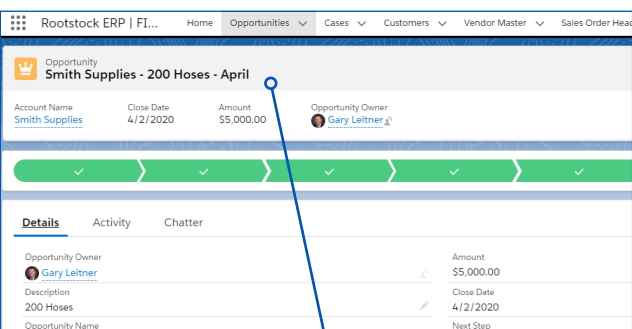 Rootstock ERP | FI... Home Opportunities Cases Customers Vendor Master Sales Order Head
Opportunity
Smith Supplies - 200 Hoses - April
Account Name Close Date Amount Opportunity Owner
Smith Supplies 4/2/2020 $5,000.00 Gary Leitner
Details Activity Chatter
Opportunity Owner Amount
Gary Leitner $5,000.00
Description Close Date
200 Hoses 4/2/2020
Opportunity Name Next Step